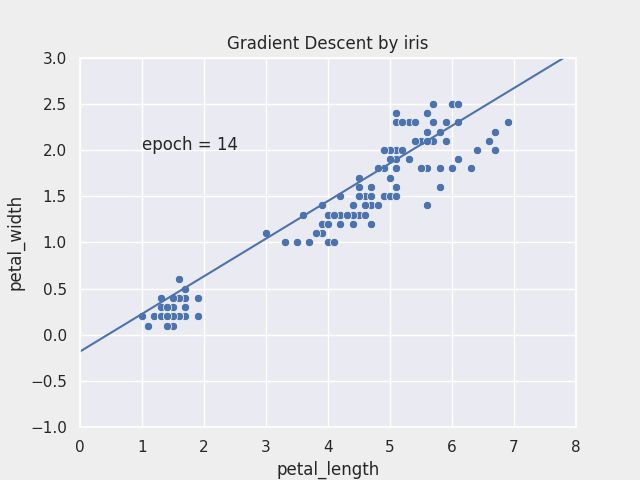 Gradient Descent by iris
3.0
2.5
epoch = 14
2.0
1.5
1.0
0.5
0.0
−0.5
−1.0
petal_width
0 1 2 3 4 5 6 7 8
petal_length